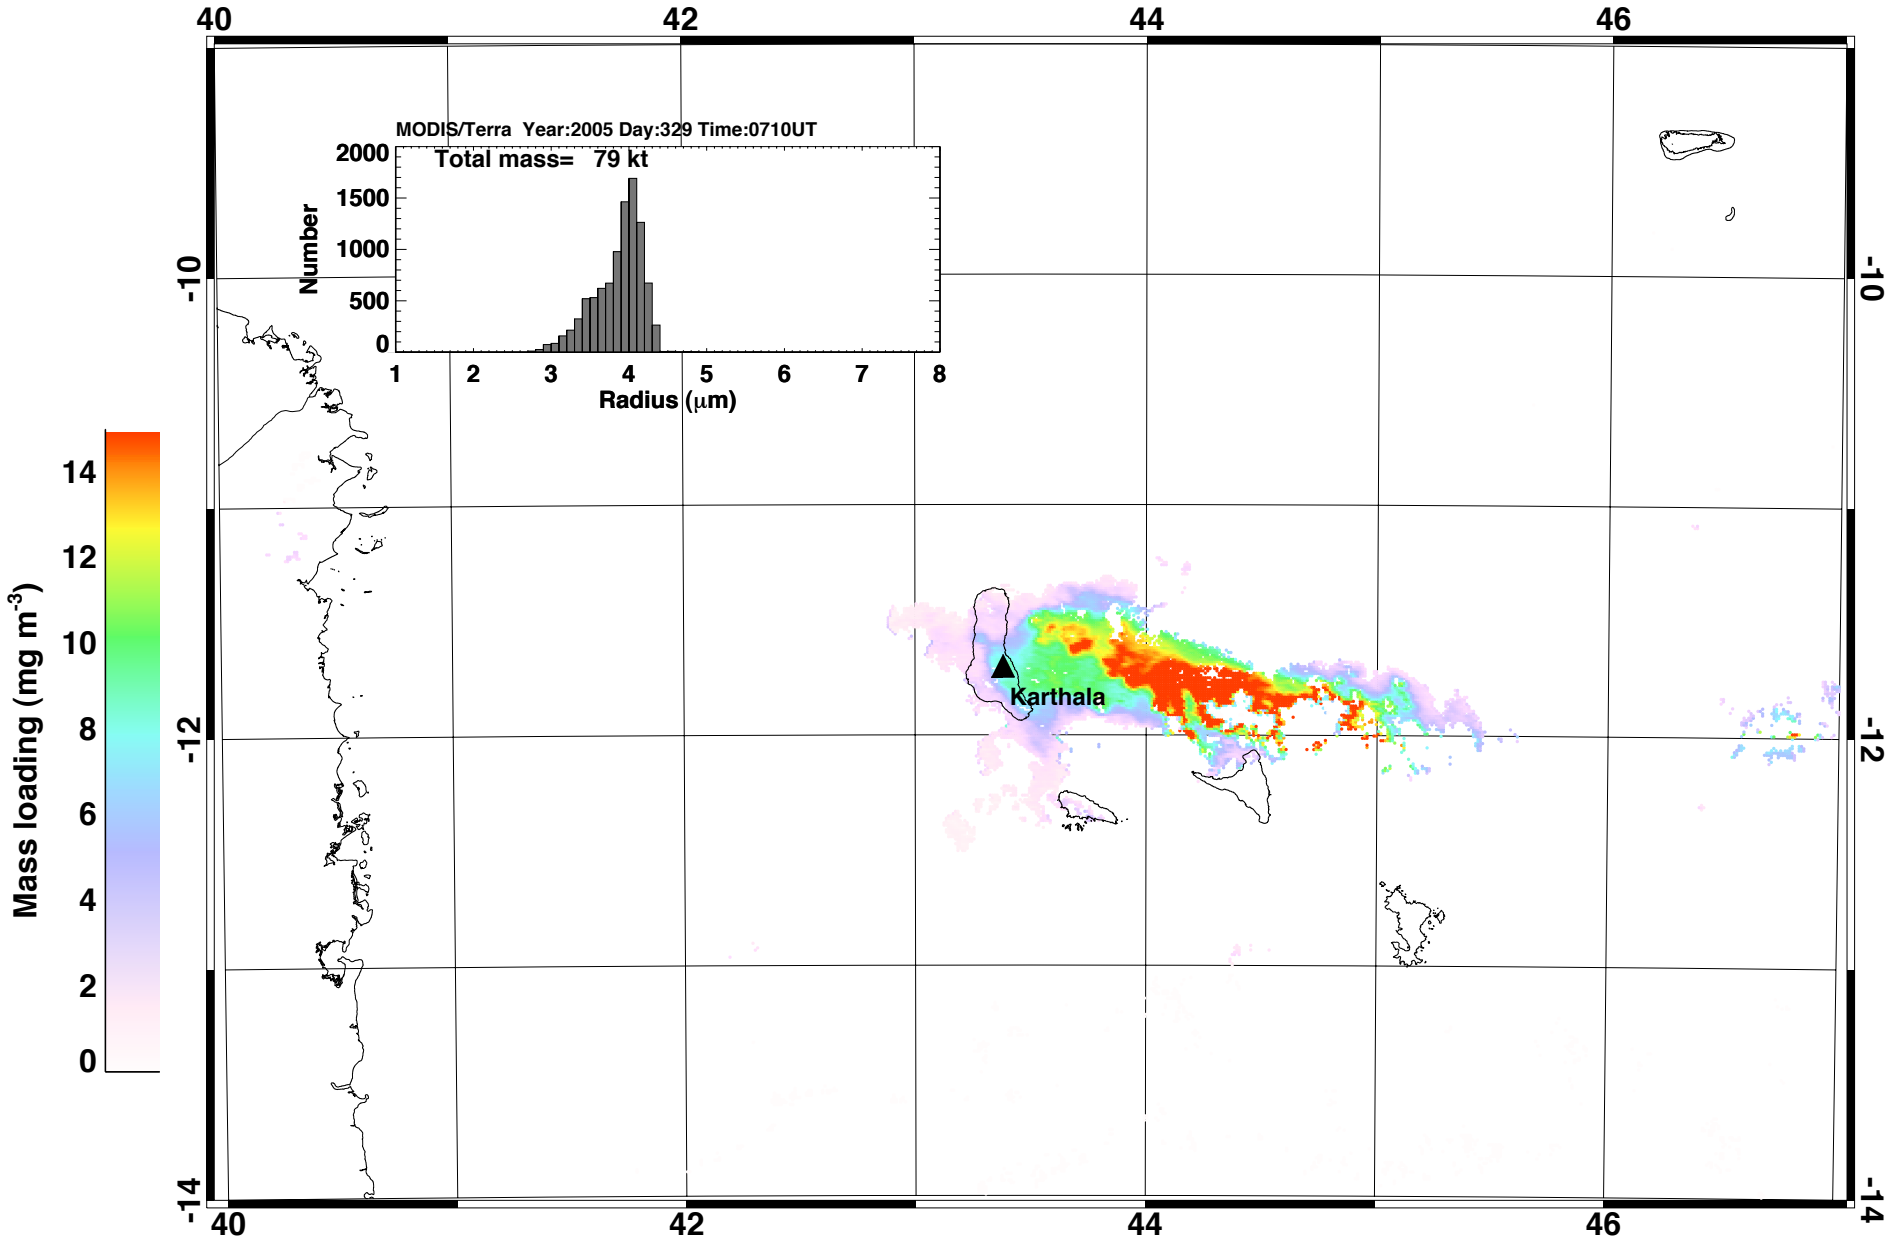 40 42 44 46
MODIS/Terra Year:2005 Day:329 Time:0710UT
Total mass= 79 kt
2000
1500
1000
500
0
Number
1 2 3 4 5 6 7 8
Radius (μm)
-10 -10
14
12
10
8
6
4
2
0
Mass loading (mg m-3)
Karthala
-12 -12
-14 -14
40 42 44 46